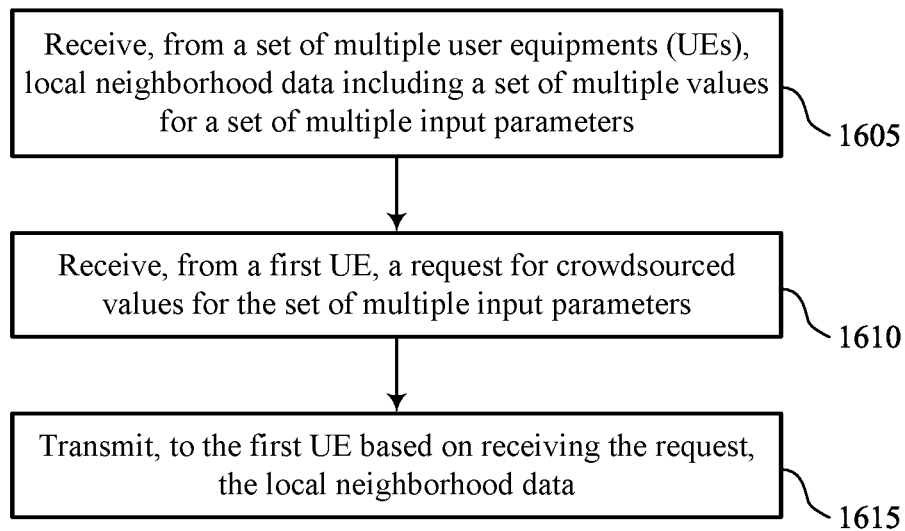 Receive, from a set of multiple user equipments (UEs),
local neighborhood data including a set of multiple values
for a set of multiple input parameters
1605
Receive, from a first UE, a request for crowdsourced
values for the set of multiple input parameters
1610
Transmit, to the first UE based on receiving the request,
the local neighborhood data
1615